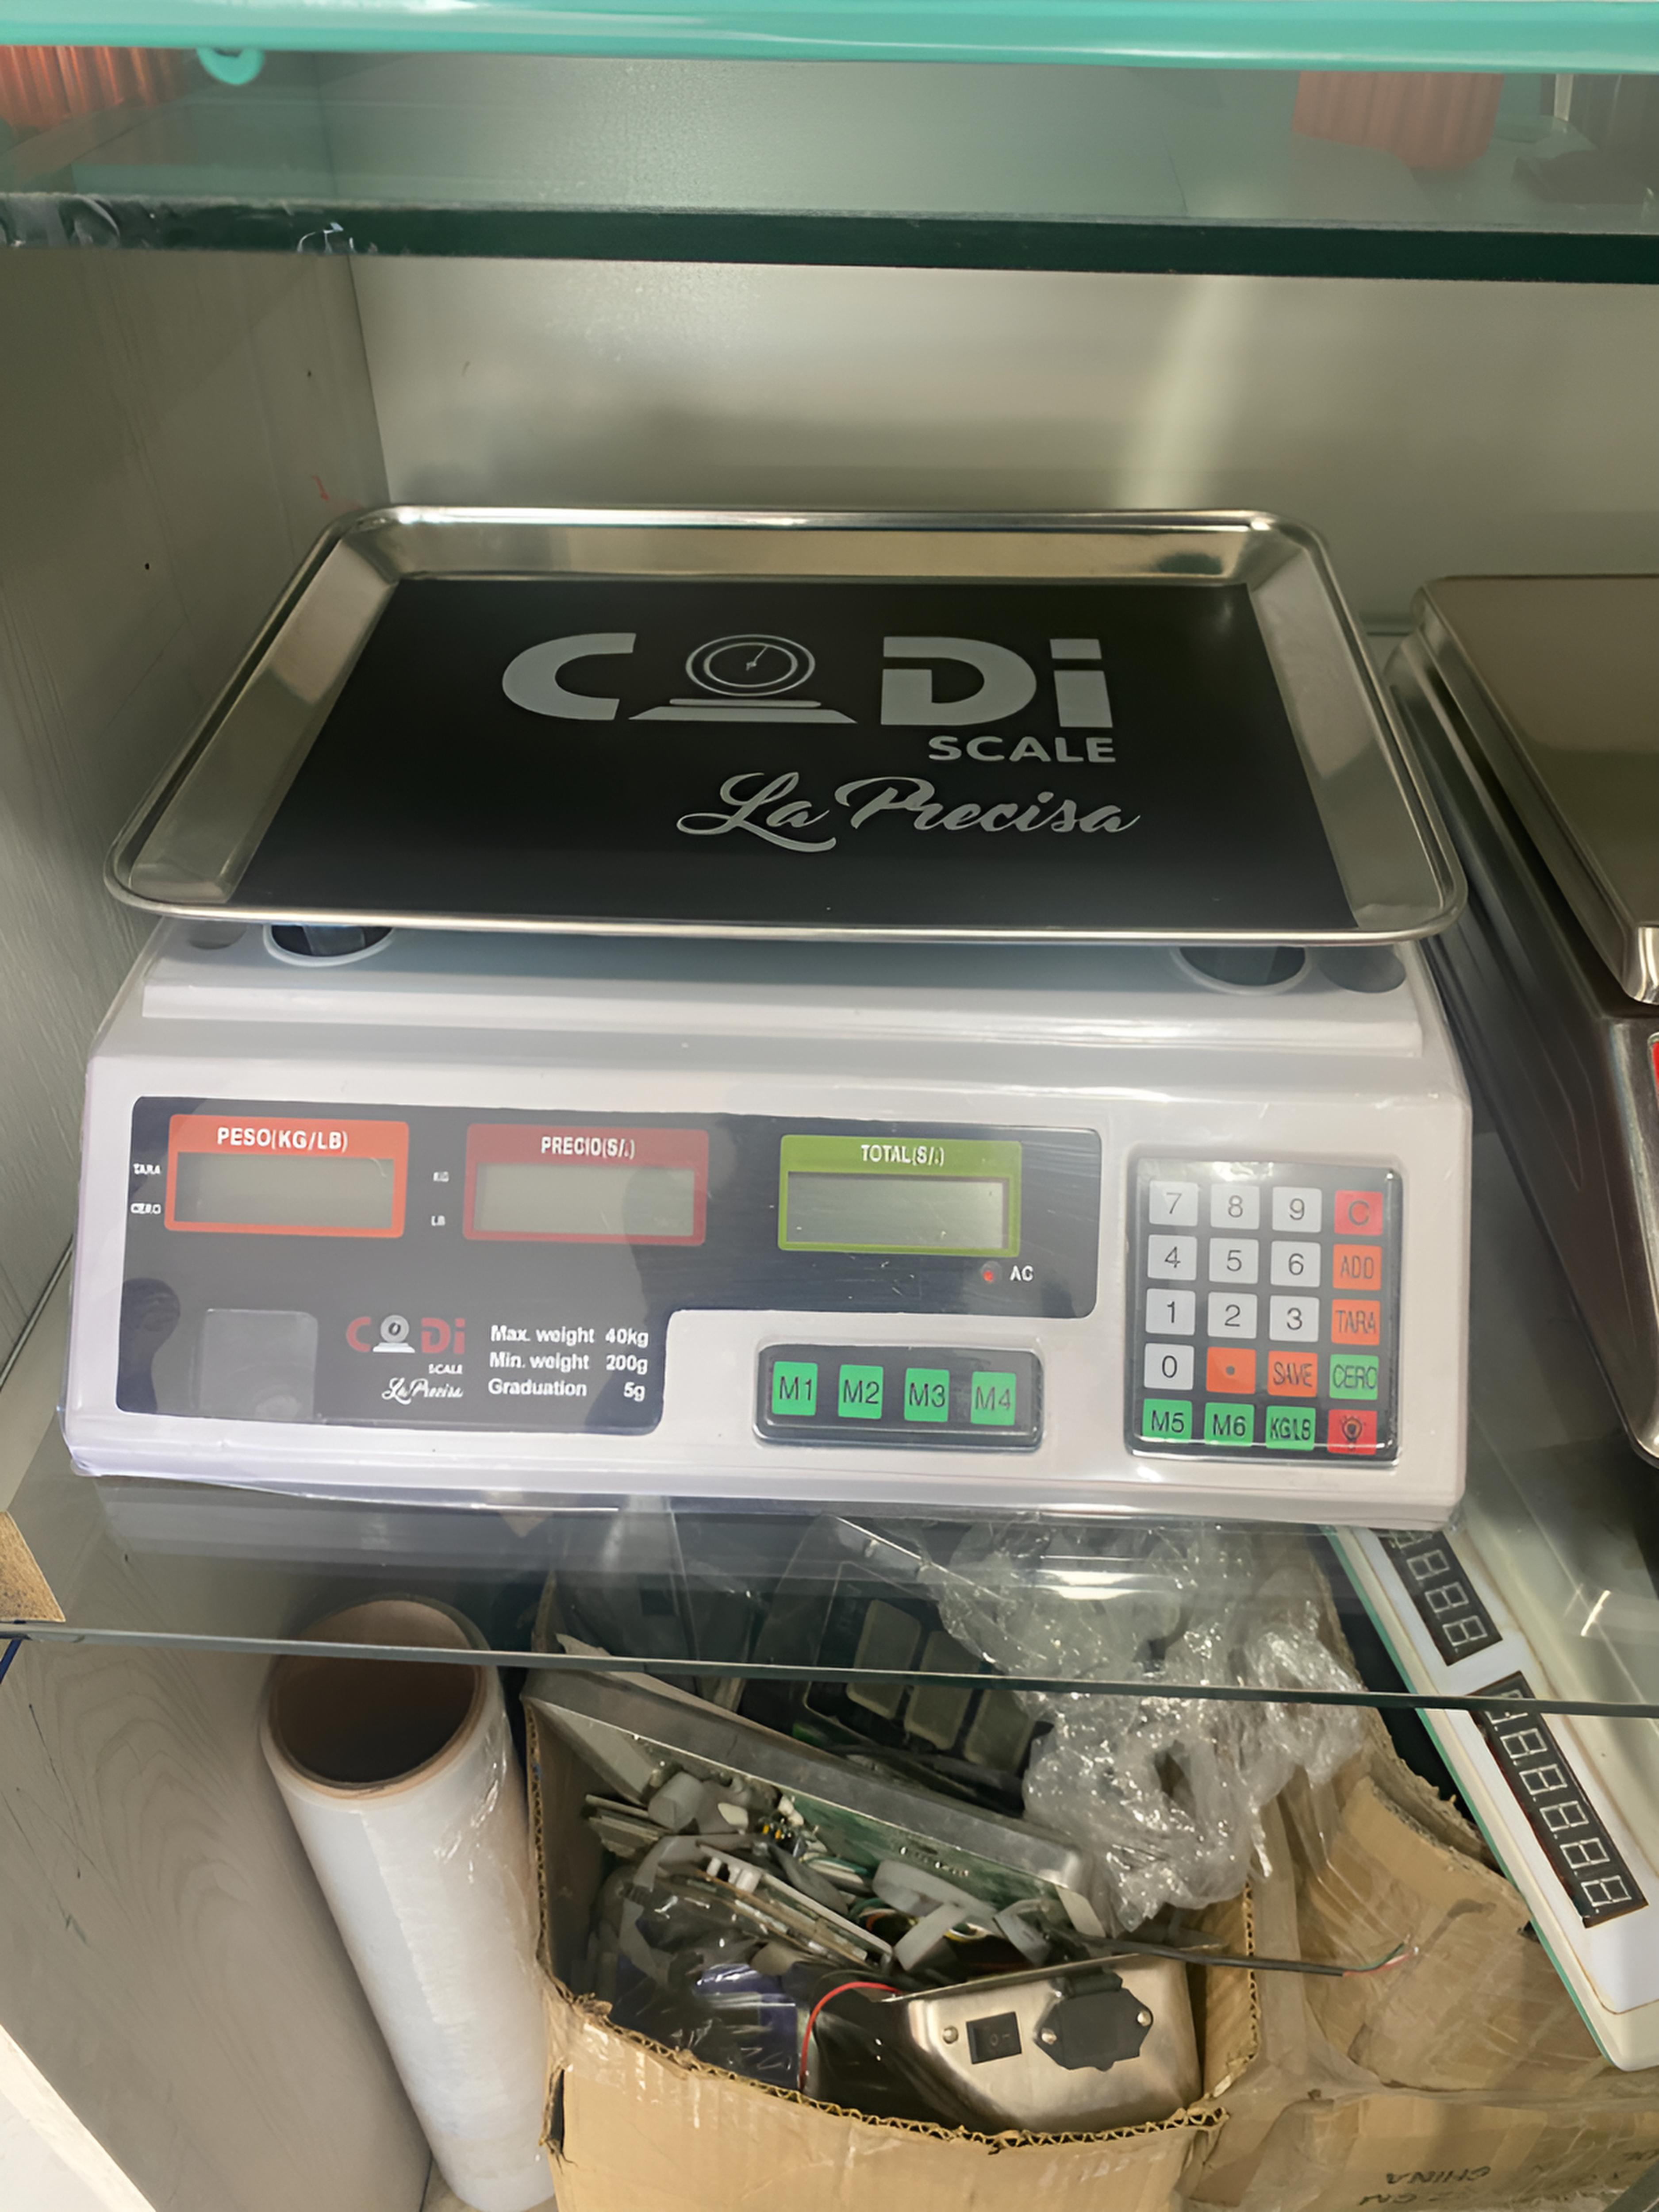 CODi
SCALE
La Precisa
PESO(KG/LB)
PRECIO(S/.)
TOTAL(S/.)
TARA
CERO
KG
LB
AC
CODi
SCALE
La Precisa
Max. weight 40kg
Min. weight 200g
Graduation 5g
M1 M2 M3 M4
7 8 9 C
4 5 6 ADD
1 2 3 TARA
0 . SAVE CERO
M5 M6 KG/LB
CHINA